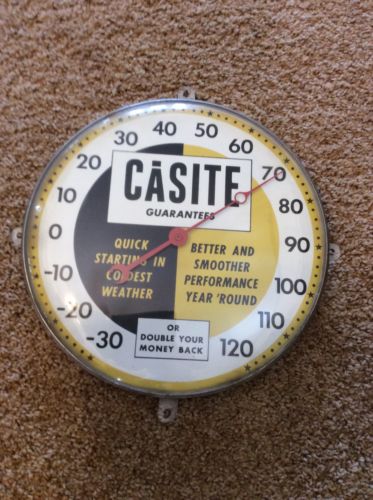 -30
-20
-10
0
10
20
30
40
50
60
70
80
90
100
110
120
CĀSITE
GUARANTEES
QUICK
STARTING IN
COLDEST
WEATHER
BETTER AND
SMOOTHER
PERFORMANCE
YEAR 'ROUND
OR
DOUBLE YOUR
MONEY BACK